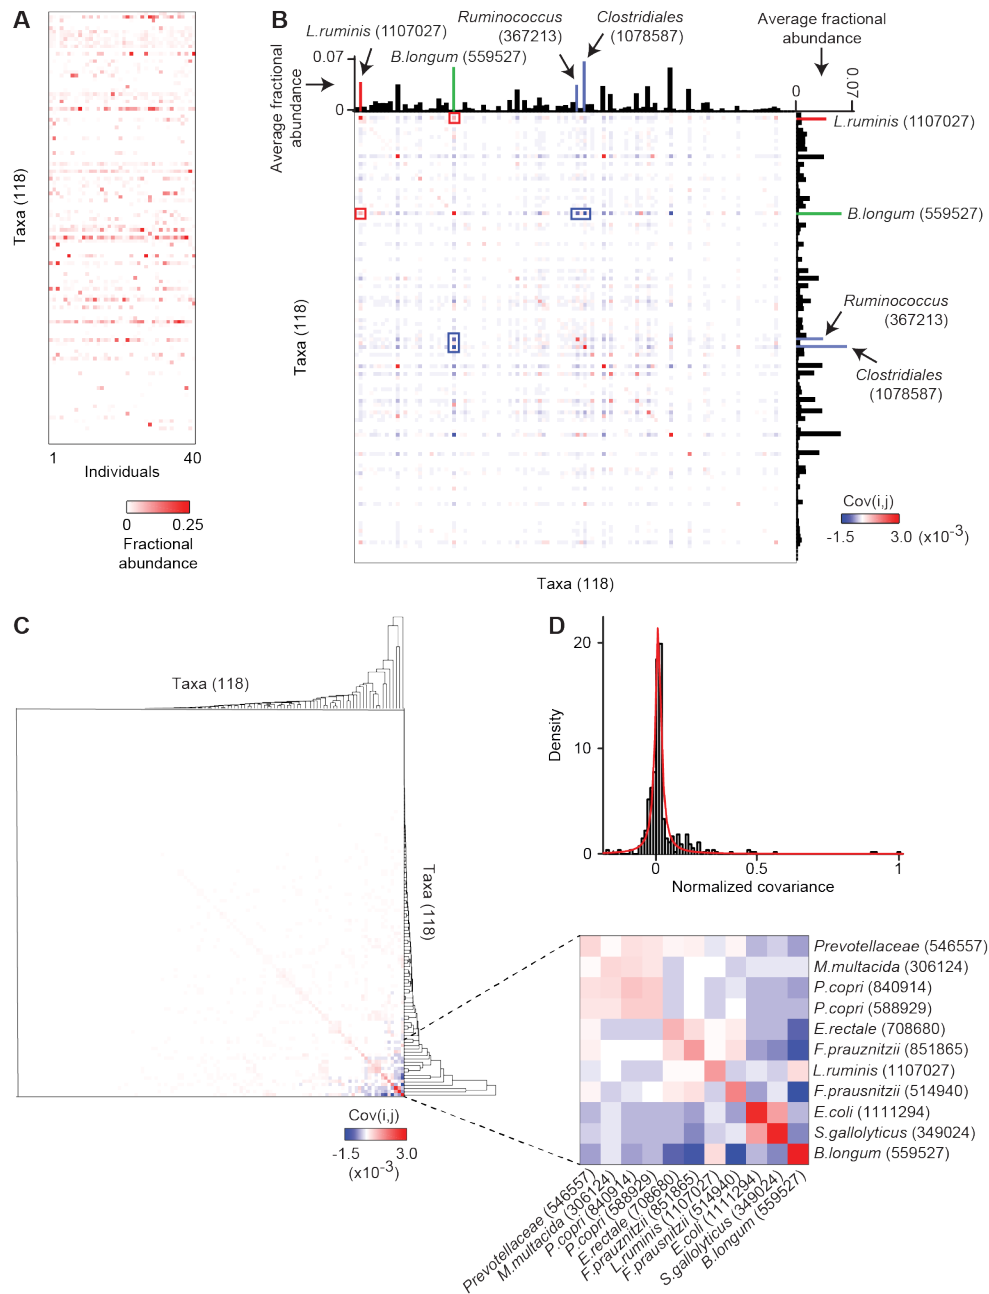 A
Taxa (118)
1
40
Individuals
0
0.25
Fractional
abundance
B
L.ruminis (1107027)
Ruminococcus
(367213)
Clostridiales
(1078587)
B.longum (559527)
Average fractional
abundance
0.07
0
Average fractional
abundance
0
0.07
L.ruminis (1107027)
B.longum (559527)
Ruminococcus
(367213)
Clostridiales
(1078587)
Taxa (118)
Taxa (118)
Cov(i,j)
-1.5
3.0 (x10-3)
C
Taxa (118)
Taxa (118)
Cov(i,j)
-1.5
3.0
(x10-3)
D
Density
20
10
0
0
0.5
1
Normalized covariance
Prevotellaceae (546557)
M.multacida (306124)
P.copri (840914)
P.copri (588929)
E.rectale (708680)
F.prauznitzii (851865)
L.ruminis (1107027)
F.prausnitzii (514940)
E.coli (1111294)
S.gallolyticus (349024)
B.longum (559527)
Prevotellaceae (546557)
M.multacida (306124)
P.copri (840914)
P.copri (588929)
E.rectale (708680)
F.prauznitzii (851865)
L.ruminis (1107027)
F.prausnitzii (514940)
E.coli (1111294)
S.gallolyticus (349024)
B.longum (559527)